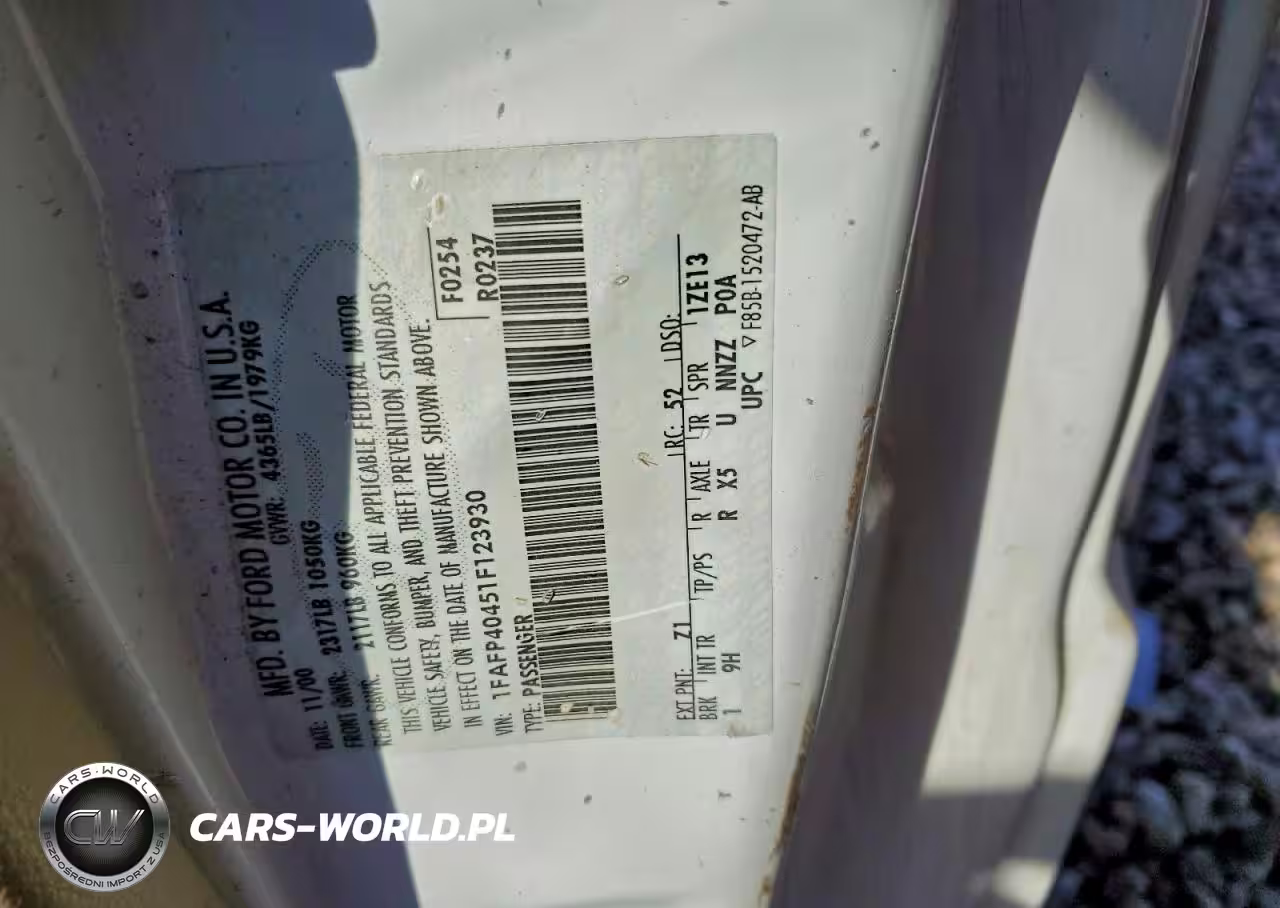 MFD. BY FORD MOTOR CO. IN U.S.A.
DATE: 11/00 GVWR: 4365LB/1979KG
FRONT GAWR: 2317LB 1050KG
REAR GAWR: 2117LB 960KG
THIS VEHICLE CONFORMS TO ALL APPLICABLE FEDERAL MOTOR
VEHICLE SAFETY, BUMPER, AND THEFT PREVENTION STANDARDS
IN EFFECT ON THE DATE OF MANUFACTURE SHOWN ABOVE.
VIN: 1FAFP40451F123930 F0254
TYPE: PASSENGER R0237
EXT PNT: Z1 RC: 52 DSO:
BRK INT TR TP/PS R AXLE TR SPR 1ZE13
1 9H R X5 U NNZZ P0A
UPC ▽ F85B-1520472-AB
CARS-WORLD
CW
BEZPOŚREDNI IMPORT Z USA
CARS-WORLD.PL